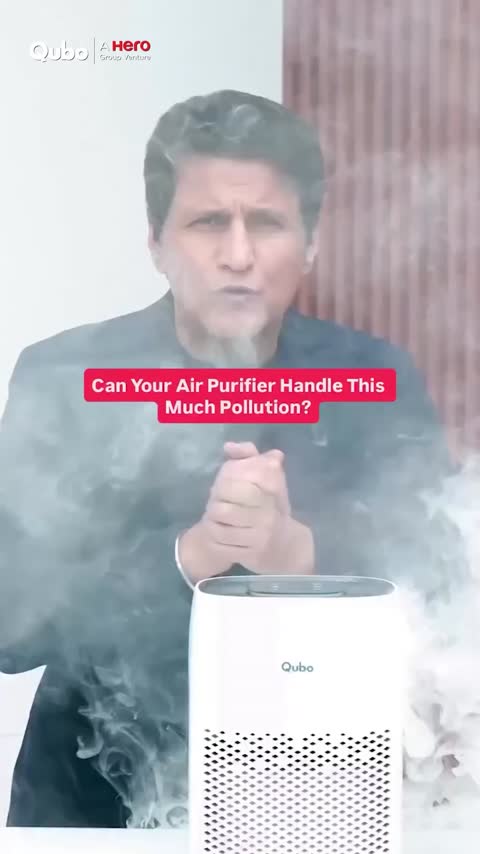 Qubo
A HERO
Group Venture
Can Your Air Purifier Handle This
Much Pollution?
Qubo